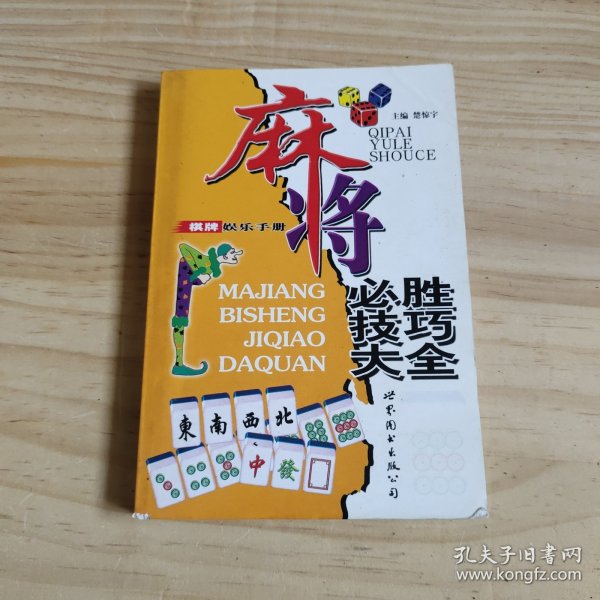 麻将
主编 楚惊宇
QIPAI
YULE
SHOUCE
棋牌 娱乐手册
MAJIANG
BISHENG
JIQIAO
DAQUAN
必胜
技巧
大全
東 南 西 北
中 發
世界图书出版公司
孔夫子旧书网
www.kongfz.com